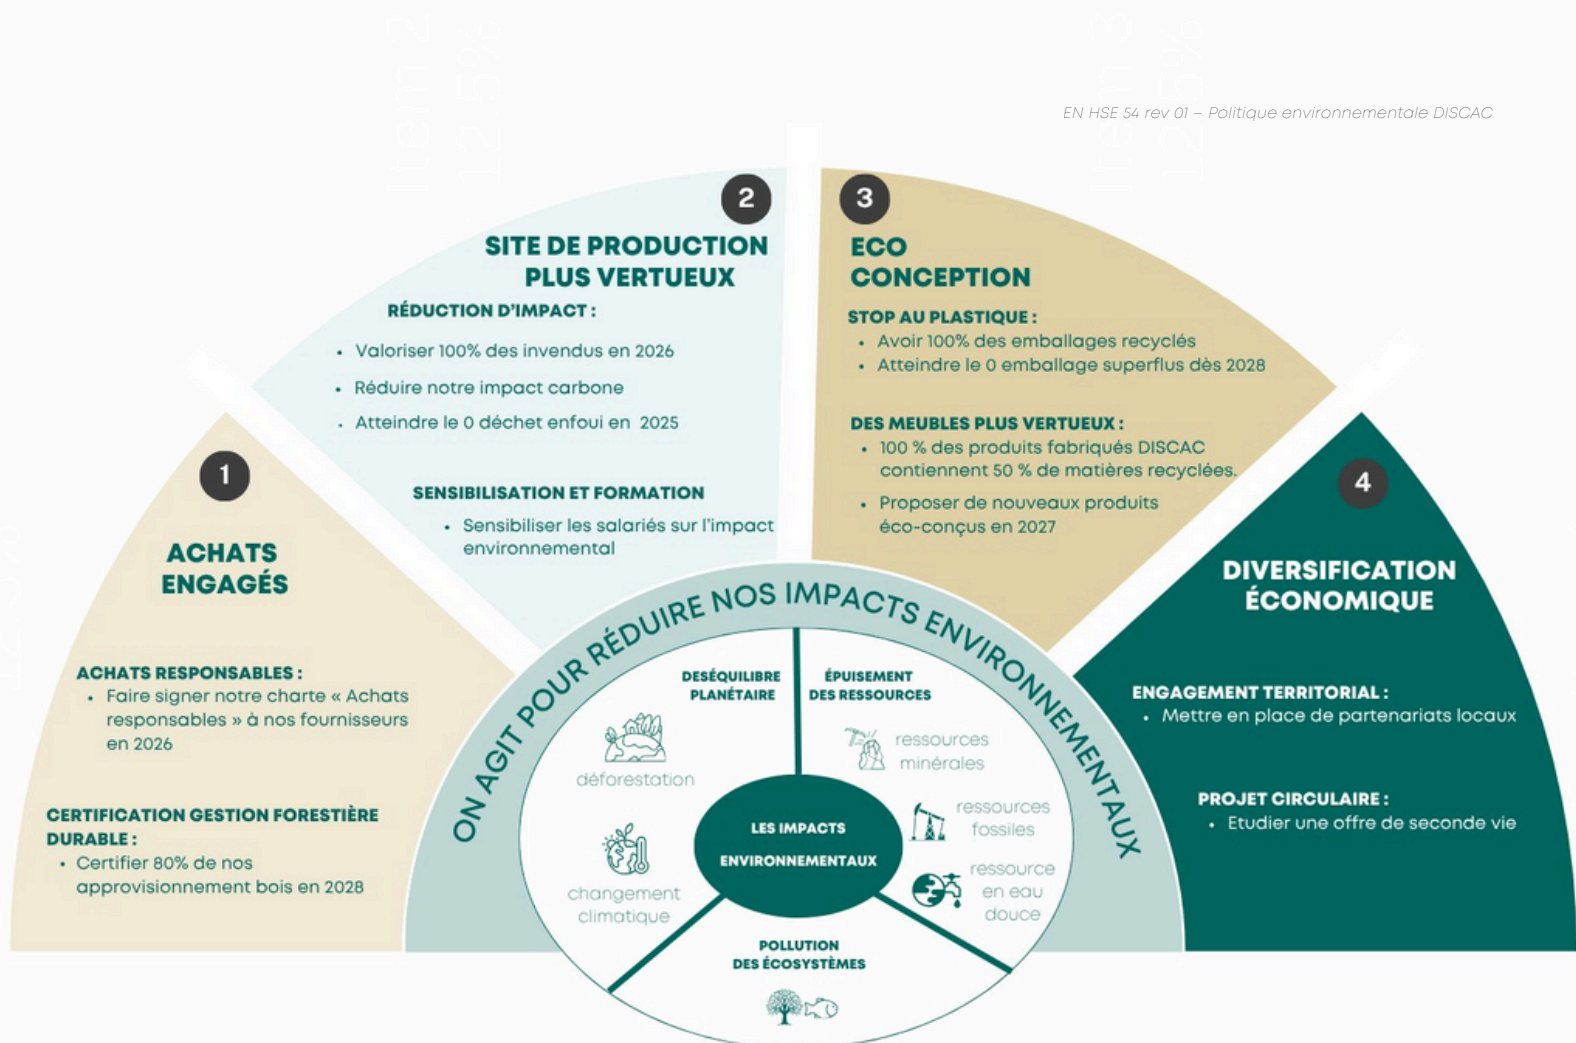 Item 2
12.5%
Item 3
12.5%
EN HSE 54 rev 01 – Politique environnementale DISCAC
1
ACHATS
ENGAGÉS
ACHATS RESPONSABLES :
• Faire signer notre charte « Achats
responsables » à nos fournisseurs
en 2026
CERTIFICATION GESTION FORESTIÈRE
DURABLE :
• Certifier 80% de nos
approvisionnement bois en 2028
2
SITE DE PRODUCTION
PLUS VERTUEUX
RÉDUCTION D'IMPACT :
• Valoriser 100% des invendus en 2026
• Réduire notre impact carbone
• Atteindre le 0 déchet enfoui en 2025
SENSIBILISATION ET FORMATION
• Sensibiliser les salariés sur l'impact
environnemental
3
ECO
CONCEPTION
STOP AU PLASTIQUE :
• Avoir 100% des emballages recyclés
• Atteindre le 0 emballage superflus dès 2028
DES MEUBLES PLUS VERTUEUX :
• 100 % des produits fabriqués DISCAC
contiennent 50 % de matières recyclées.
• Proposer de nouveaux produits
éco-conçus en 2027
4
DIVERSIFICATION
ÉCONOMIQUE
ENGAGEMENT TERRITORIAL :
• Mettre en place de partenariats locaux
PROJET CIRCULAIRE :
• Etudier une offre de seconde vie
ON AGIT POUR RÉDUIRE NOS IMPACTS ENVIRONNEMENTAUX
DESÉQUILIBRE
PLANÉTAIRE
déforestation
changement
climatique
ÉPUISEMENT
DES RESSOURCES
ressources
minérales
ressources
fossiles
ressource
en eau
douce
LES IMPACTS
ENVIRONNEMENTAUX
POLLUTION
DES ÉCOSYSTÈMES